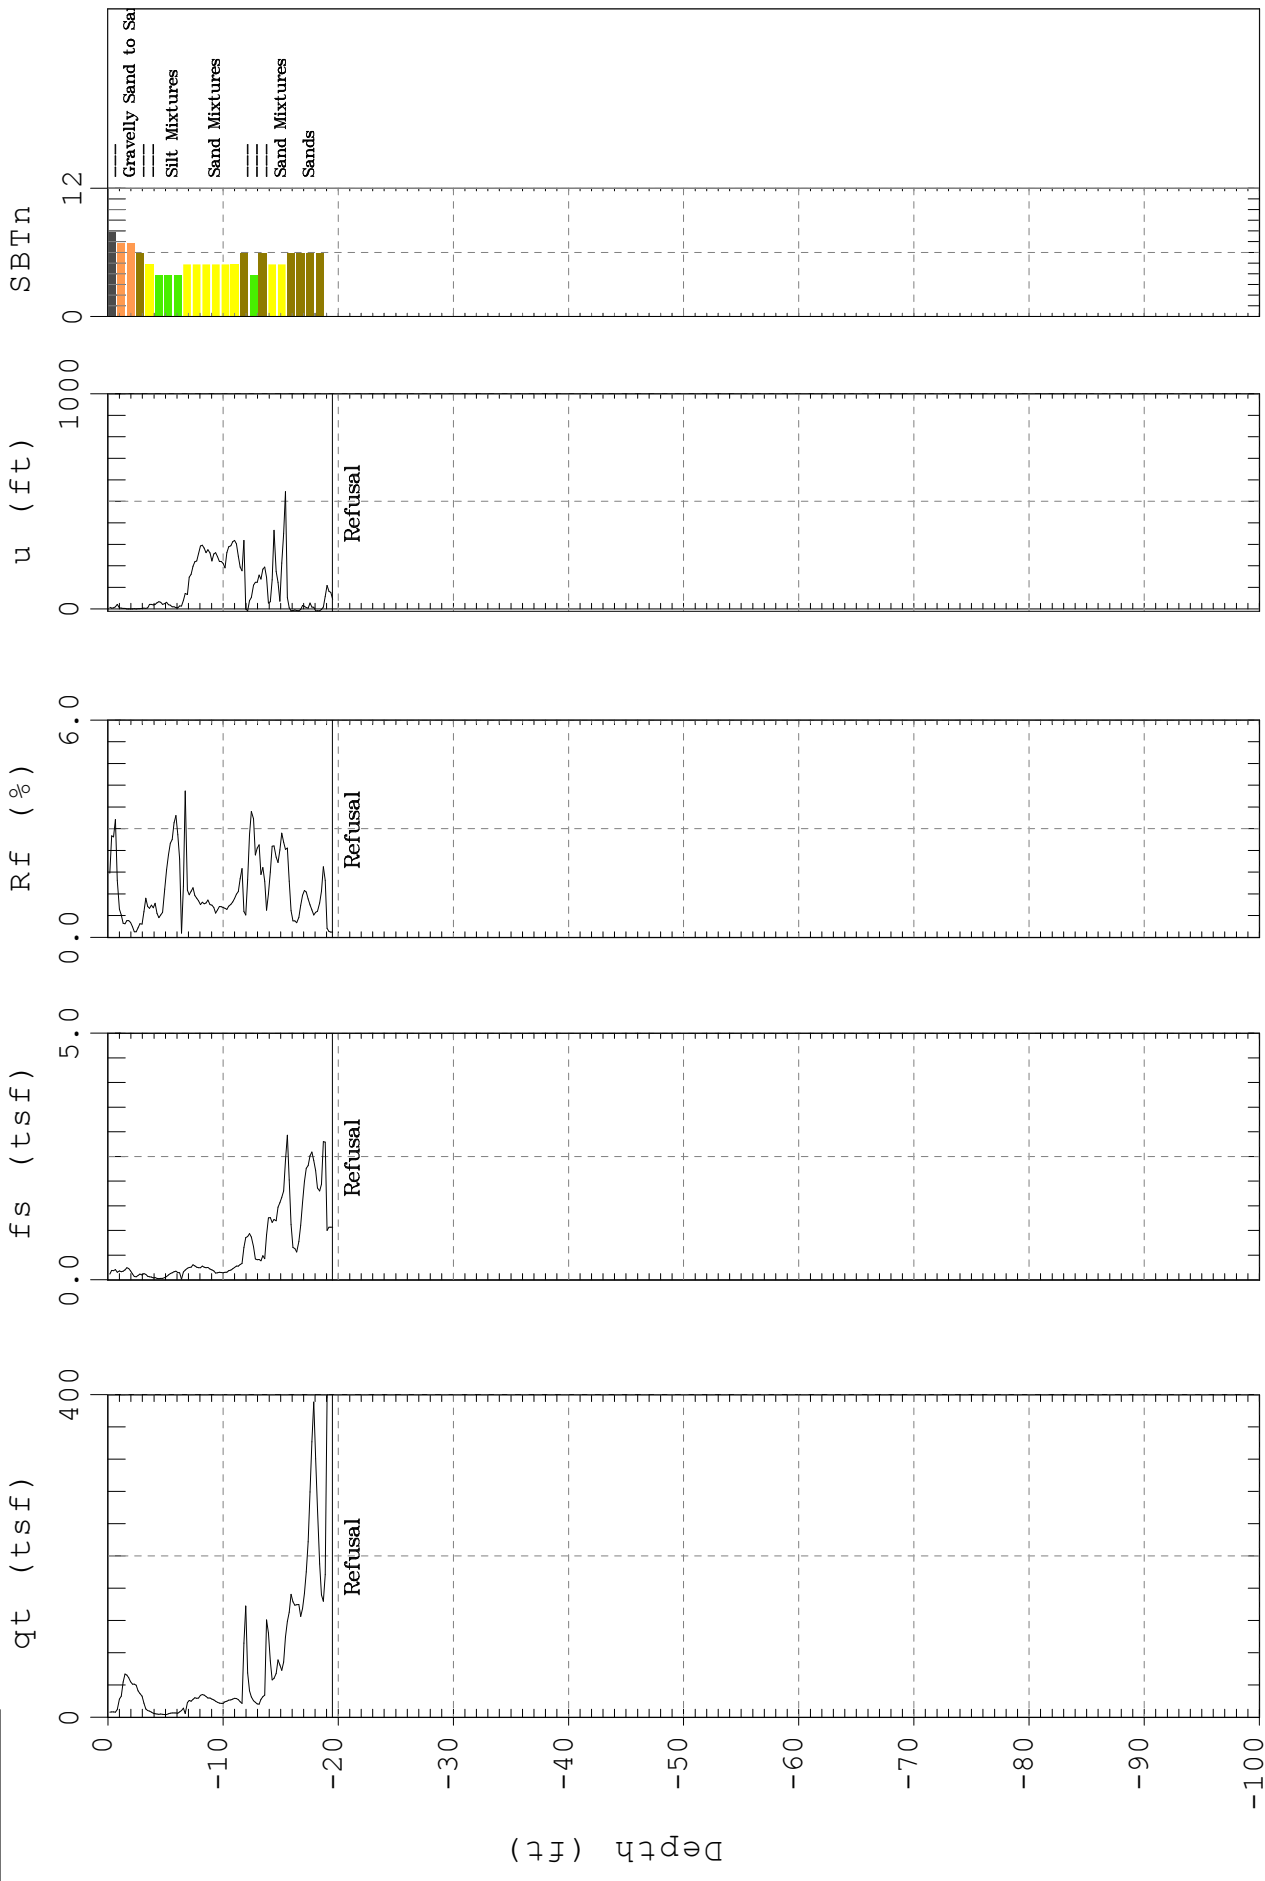 qt (tsf)
fs (tsf)
Rf (%)
u (ft)
SBTn
0
400
0.0
5.0
0.0
6.0
0
1000
0
12
Depth (ft)
0
-10
-20
-30
-40
-50
-60
-70
-80
-90
-100
Refusal
Refusal
Refusal
Refusal
Gravelly Sand to Sa
Silt Mixtures
Sand Mixtures
Sand Mixtures
Sands